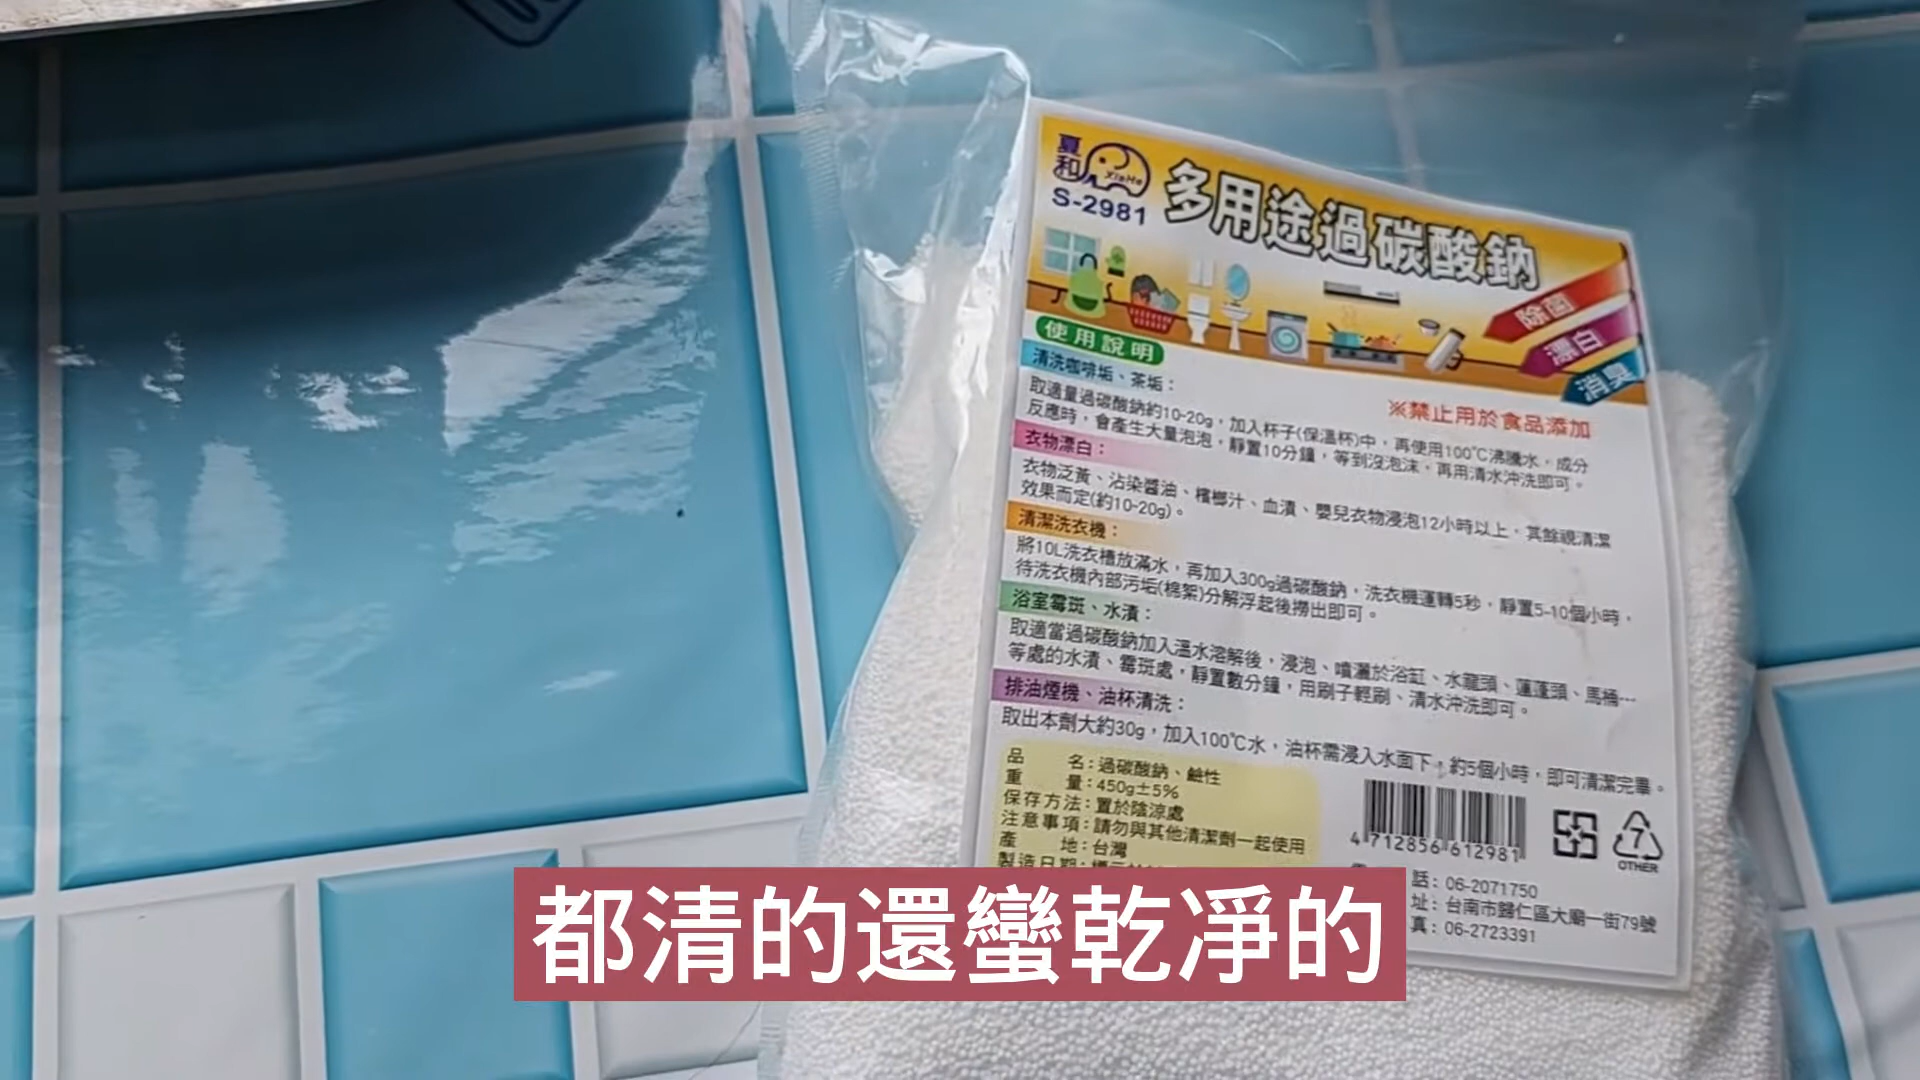 夏和
XiaHe
S-2981
多用途過碳酸鈉
除菌
漂白
消臭
使用說明
※禁止用於食品添加
清洗咖啡垢、茶垢：
取適量過碳酸鈉約10-20g，加入杯子(保溫杯)中，再使用100℃沸騰水，成分
反應時，會產生大量泡泡，靜置10分鐘，等到沒泡沫，再用清水沖洗即可。
衣物漂白：
衣物泛黃、沾染醬油、檳榔汁、血漬、嬰兒衣物浸泡12小時以上，其餘視清潔
效果而定(約10-20g)。
清潔洗衣機：
將10L洗衣槽放滿水，再加入300g過碳酸鈉，洗衣機運轉5秒，靜置5-10個小時，
待洗衣機內部污垢(棉絮)分解浮起後撈出即可。
浴室霉斑、水漬：
取適當過碳酸鈉加入溫水溶解後，浸泡、噴灑於浴缸、水龍頭、蓮蓬頭、馬桶…
等處的水漬、霉斑處，靜置數分鐘，用刷子輕刷、清水沖洗即可。
排油煙機、油杯清洗：
取出本劑大約30g，加入100℃水，油杯需浸入水面下，約5個小時，即可清潔完畢。
品名：過碳酸鈉、鹼性
重量：450g±5%
保存方法：置於陰涼處
注意事項：請勿與其他清潔劑一起使用
產地：台灣
製造日期：
4 712856 612981
7
OTHER
話：06-2071750
址：台南市歸仁區大廟一街79號
真：06-2723391
都清的還蠻乾淨的